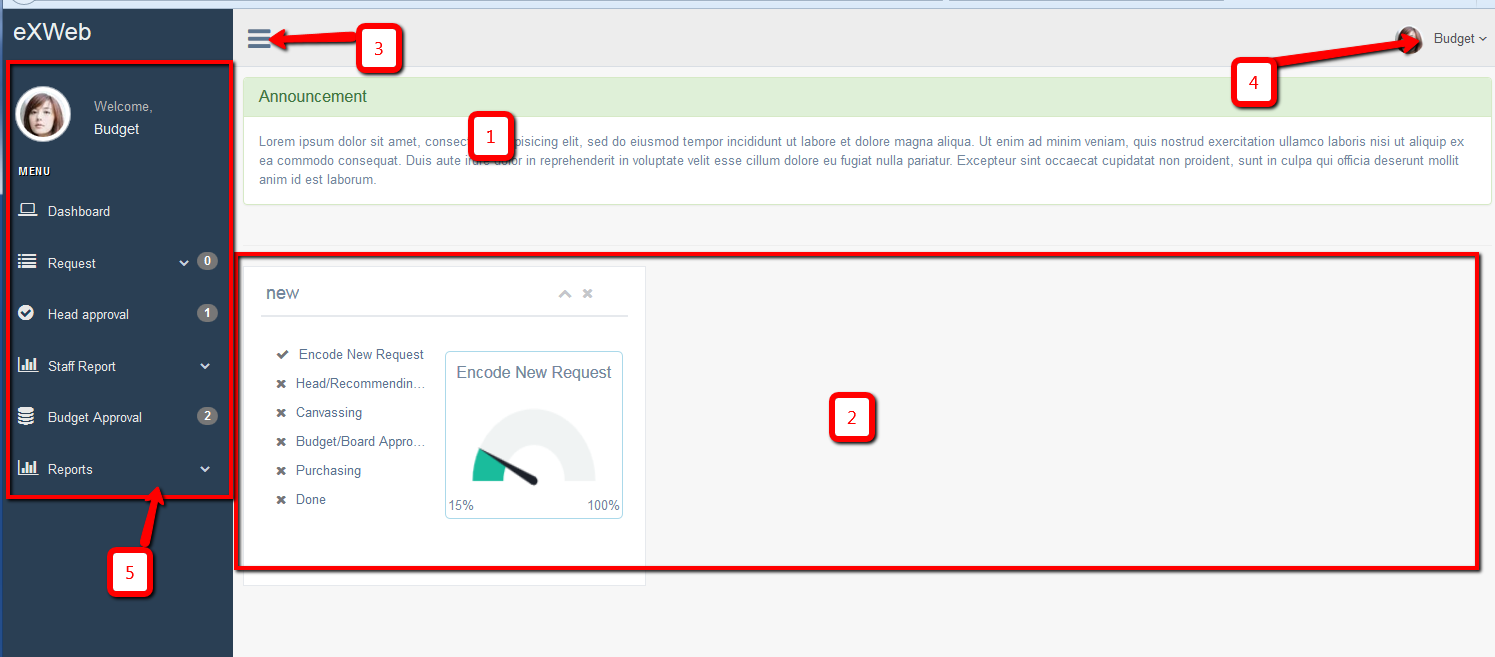 eXWeb
3
Budget
4
Welcome,
Budget
MENU
Dashboard
Request 0
Head approval 1
Staff Report
Budget Approval 2
Reports
5
Announcement
1
Lorem ipsum dolor sit amet, consec pisicing elit, sed do eiusmod tempor incididunt ut labore et dolore magna aliqua. Ut enim ad minim veniam, quis nostrud exercitation ullamco laboris nisi ut aliquip ex
ea commodo consequat. Duis aute irure dolor in reprehenderit in voluptate velit esse cillum dolore eu fugiat nulla pariatur. Excepteur sint occaecat cupidatat non proident, sunt in culpa qui officia deserunt mollit
anim id est laborum.
new
Encode New Request
Head/Recommendin...
Canvassing
Budget/Board Appro...
Purchasing
Done
Encode New Request
15% 100%
2